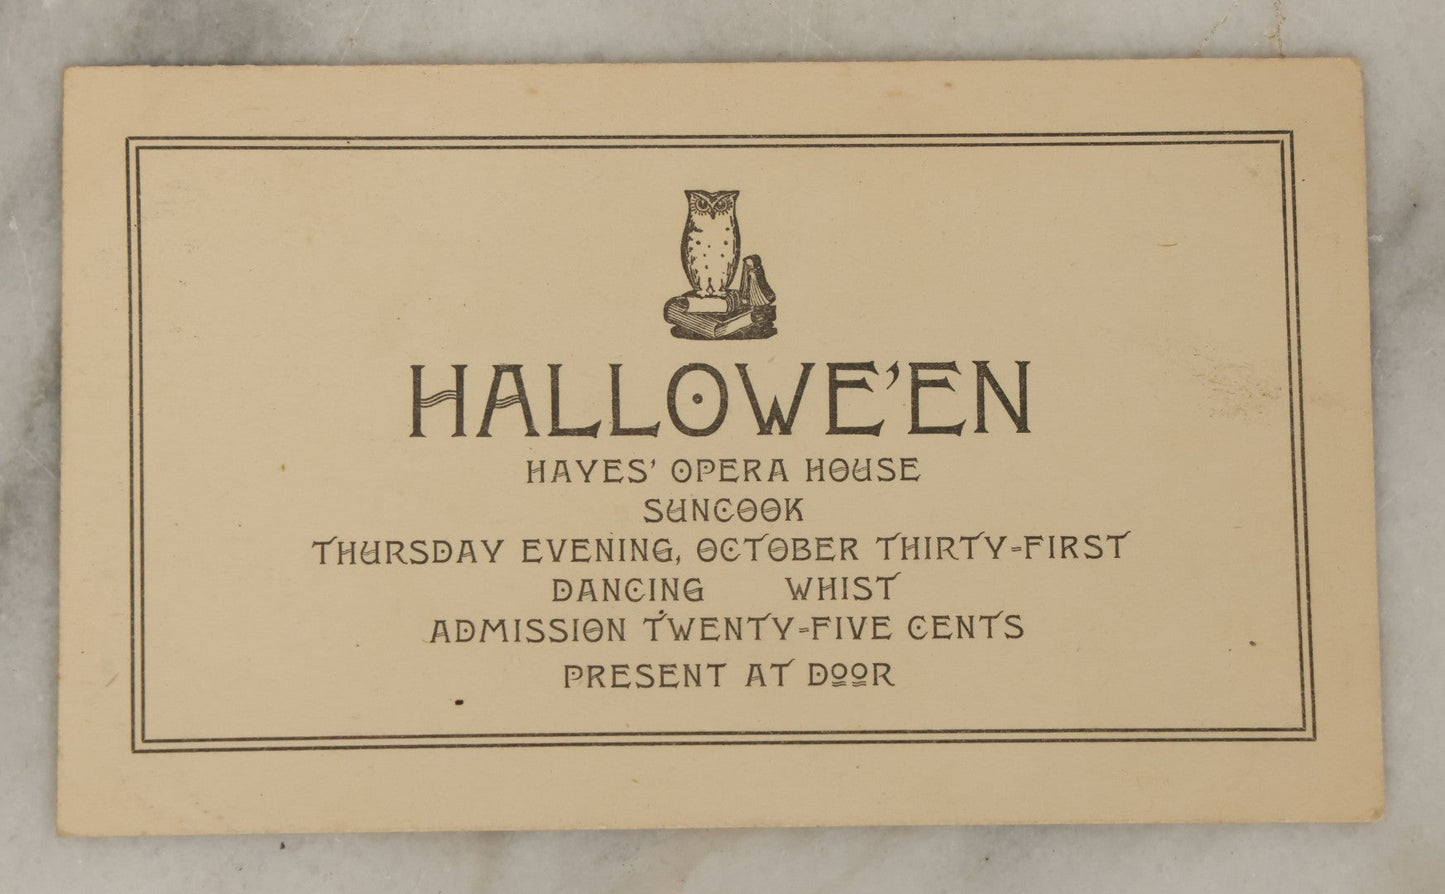 HALLOWE'EN
HAYES' OPERA HOUSE
SUNCOOK
THURSDAY EVENING, OCTOBER THIRTY-FIRST
DANCING WHIST
ADMISSION TWENTY-FIVE CENTS
PRESENT AT DOOR